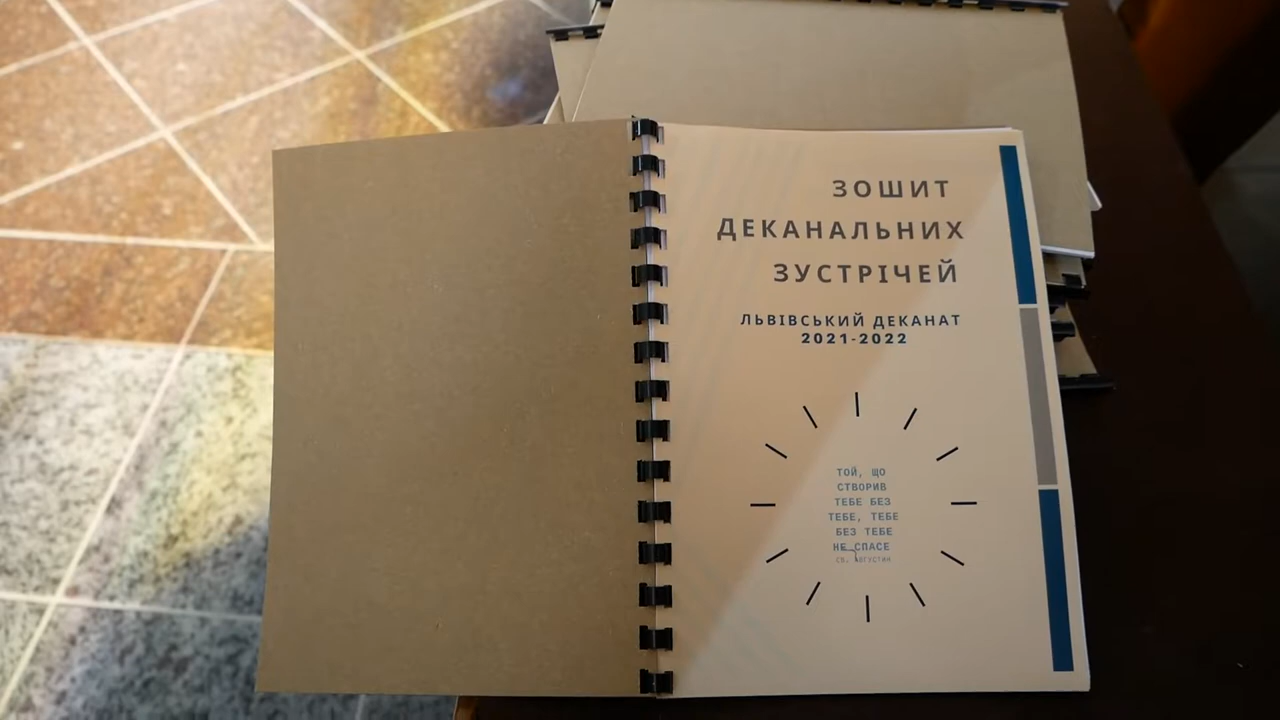 ЗОШИТ
ДЕКАНАЛЬНИХ
ЗУСТРІЧЕЙ
ЛЬВІВСЬКИЙ ДЕКАНАТ
2021-2022
ТОЙ, ЩО
СТВОРИВ
ТЕБЕ БЕЗ
ТЕБЕ, ТЕБЕ
БЕЗ ТЕБЕ
НЕ СПАСЕ
СВ. АВГУСТИН